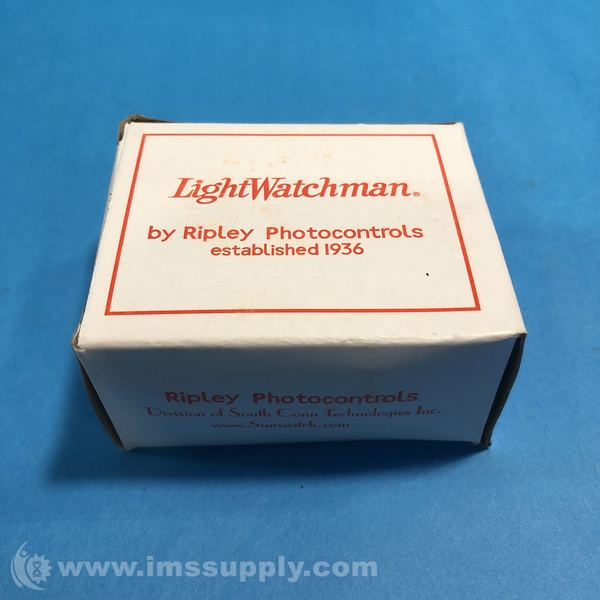 LightWatchman®
by Ripley Photocontrols
established 1936
Ripley Photocontrols
Division of South Conn Technologies Inc.
www.Sunswitch.com
www.imssupply.com